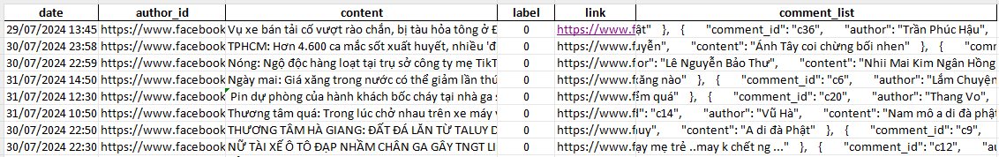 date author_id content label link comment_list
29/07/2024 13:45 https://www.facebook Vụ xe bán tải cố vượt rào chắn, bị tàu hỏa tông ở Đ 0 https://www.f ật" }, { "comment_id": "c36", "author": "Trần Phúc Hậu",
30/07/2024 23:58 https://www.facebook TPHCM: Hơn 4.600 ca mắc sốt xuất huyết, nhiều 'đ 0 https://www.f uyễn", "content": "Ánh Tây coi chừng bối nhen" }, { "com
30/07/2024 22:59 https://www.facebook Nóng: Ngộ độc hàng loạt tại trụ sở công ty mẹ TikT 0 https://www.f or": "Lê Nguyễn Bảo Thư", "content": "Nhii Mai Kim Ngân Hồng
31/07/2024 14:50 https://www.facebook Ngày mai: Giá xăng trong nước có thể giảm lần thứ 0 https://www.f ăng nào" }, { "comment_id": "c6", "author": "Lắm Chuyện
31/07/2024 12:30 https://www.facebook Pin dự phòng của hành khách bốc cháy tại nhà ga s 0 https://www.f ểm quá" }, { "comment_id": "c20", "author": "Thang Vo",
31/07/2024 10:50 https://www.facebook Thương tâm quá: Trong lúc chở nhau trên xe máy v 0 https://www.f l": "c14", "author": "Vũ Hà", "content": "Nam mô a di đà phật
30/07/2024 22:50 https://www.facebook THƯƠNG TÂM HÀ GIANG: ĐẤT ĐÁ LĂN TỪ TALUY D 0 https://www.f uy", "content": "A di đà Phật" }, { "comment_id": "c9",
30/07/2024 22:30 https://www.facebook NỮ TÀI XẾ Ô TÔ ĐẠP NHẦM CHÂN GA GÂY TNGT LI 0 https://www.f ạy mẹ trẻ ..may k chết ng ..." }, { "comment_id": "c12", "au